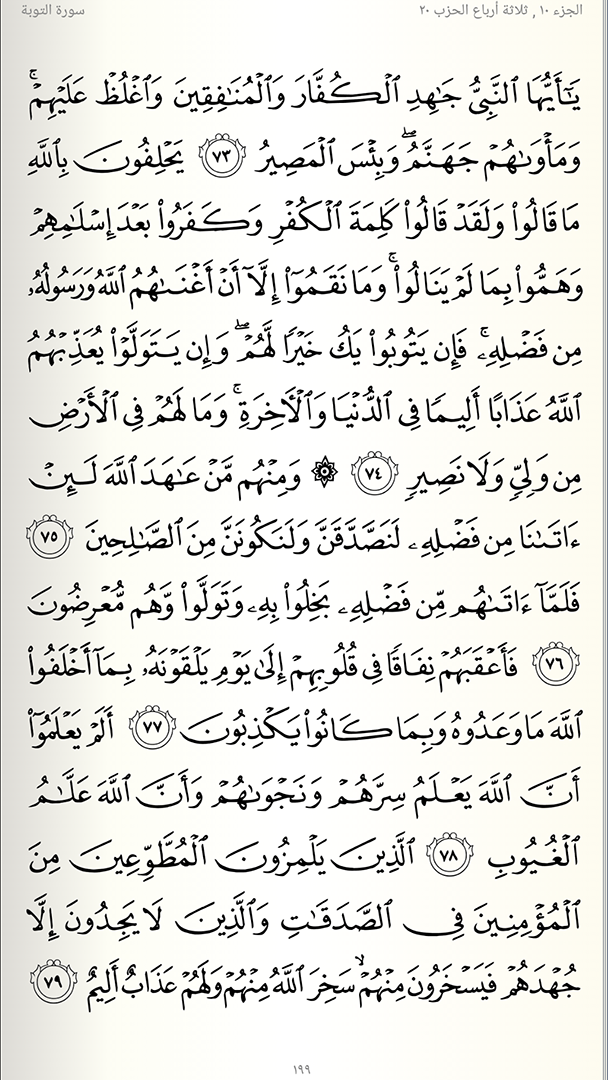 الجزء ١٠ , ثلاثة أرباع الحزب ٢٠
سورة التوبة
يَـٰٓأَيُّهَا ٱلنَّبِيُّ جَـٰهِدِ ٱلۡكُفَّارَ وَٱلۡمُنَـٰفِقِينَ وَٱغۡلُظۡ عَلَيۡهِمۡۚ
وَمَأۡوَىٰهُمۡ جَهَنَّمُۖ وَبِئۡسَ ٱلۡمَصِيرُ ٧٣ يَحۡلِفُونَ بِٱللَّهِ
مَا قَالُواْ وَلَقَدۡ قَالُواْ كَلِمَةَ ٱلۡكُفۡرِ وَكَفَرُواْ بَعۡدَ إِسۡلَـٰمِهِمۡ
وَهَمُّواْ بِمَا لَمۡ يَنَالُواْۚ وَمَا نَقَمُوٓاْ إِلَّآ أَنۡ أَغۡنَىٰهُمُ ٱللَّهُ وَرَسُولُهُۥ
مِن فَضۡلِهِۦۚ فَإِن يَتُوبُواْ يَكُ خَيۡرٗا لَّهُمۡۖ وَإِن يَتَوَلَّوۡاْ يُعَذِّبۡهُمُ
ٱللَّهُ عَذَابًا أَلِيمٗا فِي ٱلدُّنۡيَا وَٱلۡأٓخِرَةِۚ وَمَا لَهُمۡ فِي ٱلۡأَرۡضِ
مِن وَلِيّٖ وَلَا نَصِيرٖ ٧٤ ۞ وَمِنۡهُم مَّنۡ عَـٰهَدَ ٱللَّهَ لَئِنۡ
ءَاتَىٰنَا مِن فَضۡلِهِۦ لَنَصَّدَّقَنَّ وَلَنَكُونَنَّ مِنَ ٱلصَّـٰلِحِينَ ٧٥
فَلَمَّآ ءَاتَىٰهُم مِّن فَضۡلِهِۦ بَخِلُواْ بِهِۦ وَتَوَلَّواْ وَّهُم مُّعۡرِضُونَ
٧٦ فَأَعۡقَبَهُمۡ نِفَاقٗا فِي قُلُوبِهِمۡ إِلَىٰ يَوۡمِ يَلۡقَوۡنَهُۥ بِمَآ أَخۡلَفُواْ
ٱللَّهَ مَا وَعَدُوهُ وَبِمَا كَانُواْ يَكۡذِبُونَ ٧٧ أَلَمۡ يَعۡلَمُوٓاْ
أَنَّ ٱللَّهَ يَعۡلَمُ سِرَّهُمۡ وَنَجۡوَىٰهُمۡ وَأَنَّ ٱللَّهَ عَلَّـٰمُ
ٱلۡغُيُوبِ ٧٨ ٱلَّذِينَ يَلۡمِزُونَ ٱلۡمُطَّوِّعِينَ مِنَ
ٱلۡمُؤۡمِنِينَ فِي ٱلصَّدَقَـٰتِ وَٱلَّذِينَ لَا يَجِدُونَ إِلَّا
جُهۡدَهُمۡ فَيَسۡخَرُونَ مِنۡهُمۡۙ سَخِرَ ٱللَّهُ مِنۡهُمۡ وَلَهُمۡ عَذَابٌ أَلِيمٌ ٧٩
١٩٩